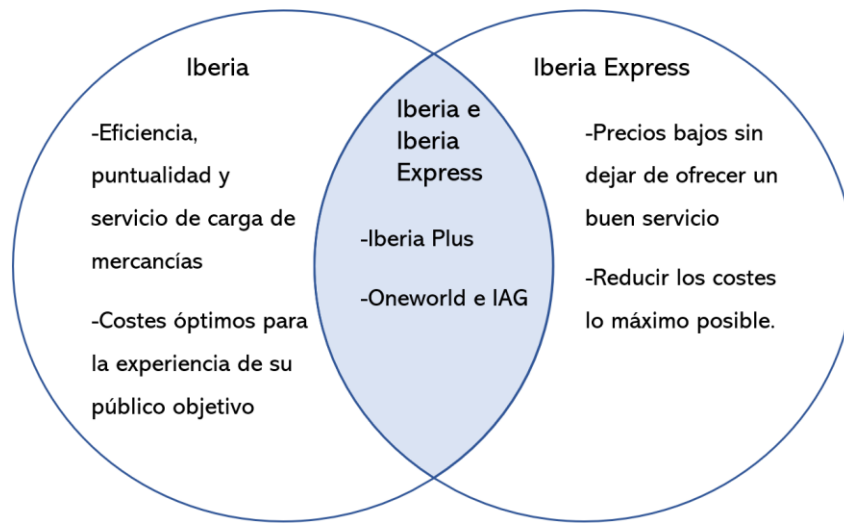 Iberia
-Eficiencia,
puntualidad y
servicio de carga de
mercancías
-Costes óptimos para
la experiencia de su
público objetivo
Iberia e
Iberia
Express
-Iberia Plus
-Oneworld e IAG
Iberia Express
-Precios bajos sin
dejar de ofrecer un
buen servicio
-Reducir los costes
lo máximo posible.